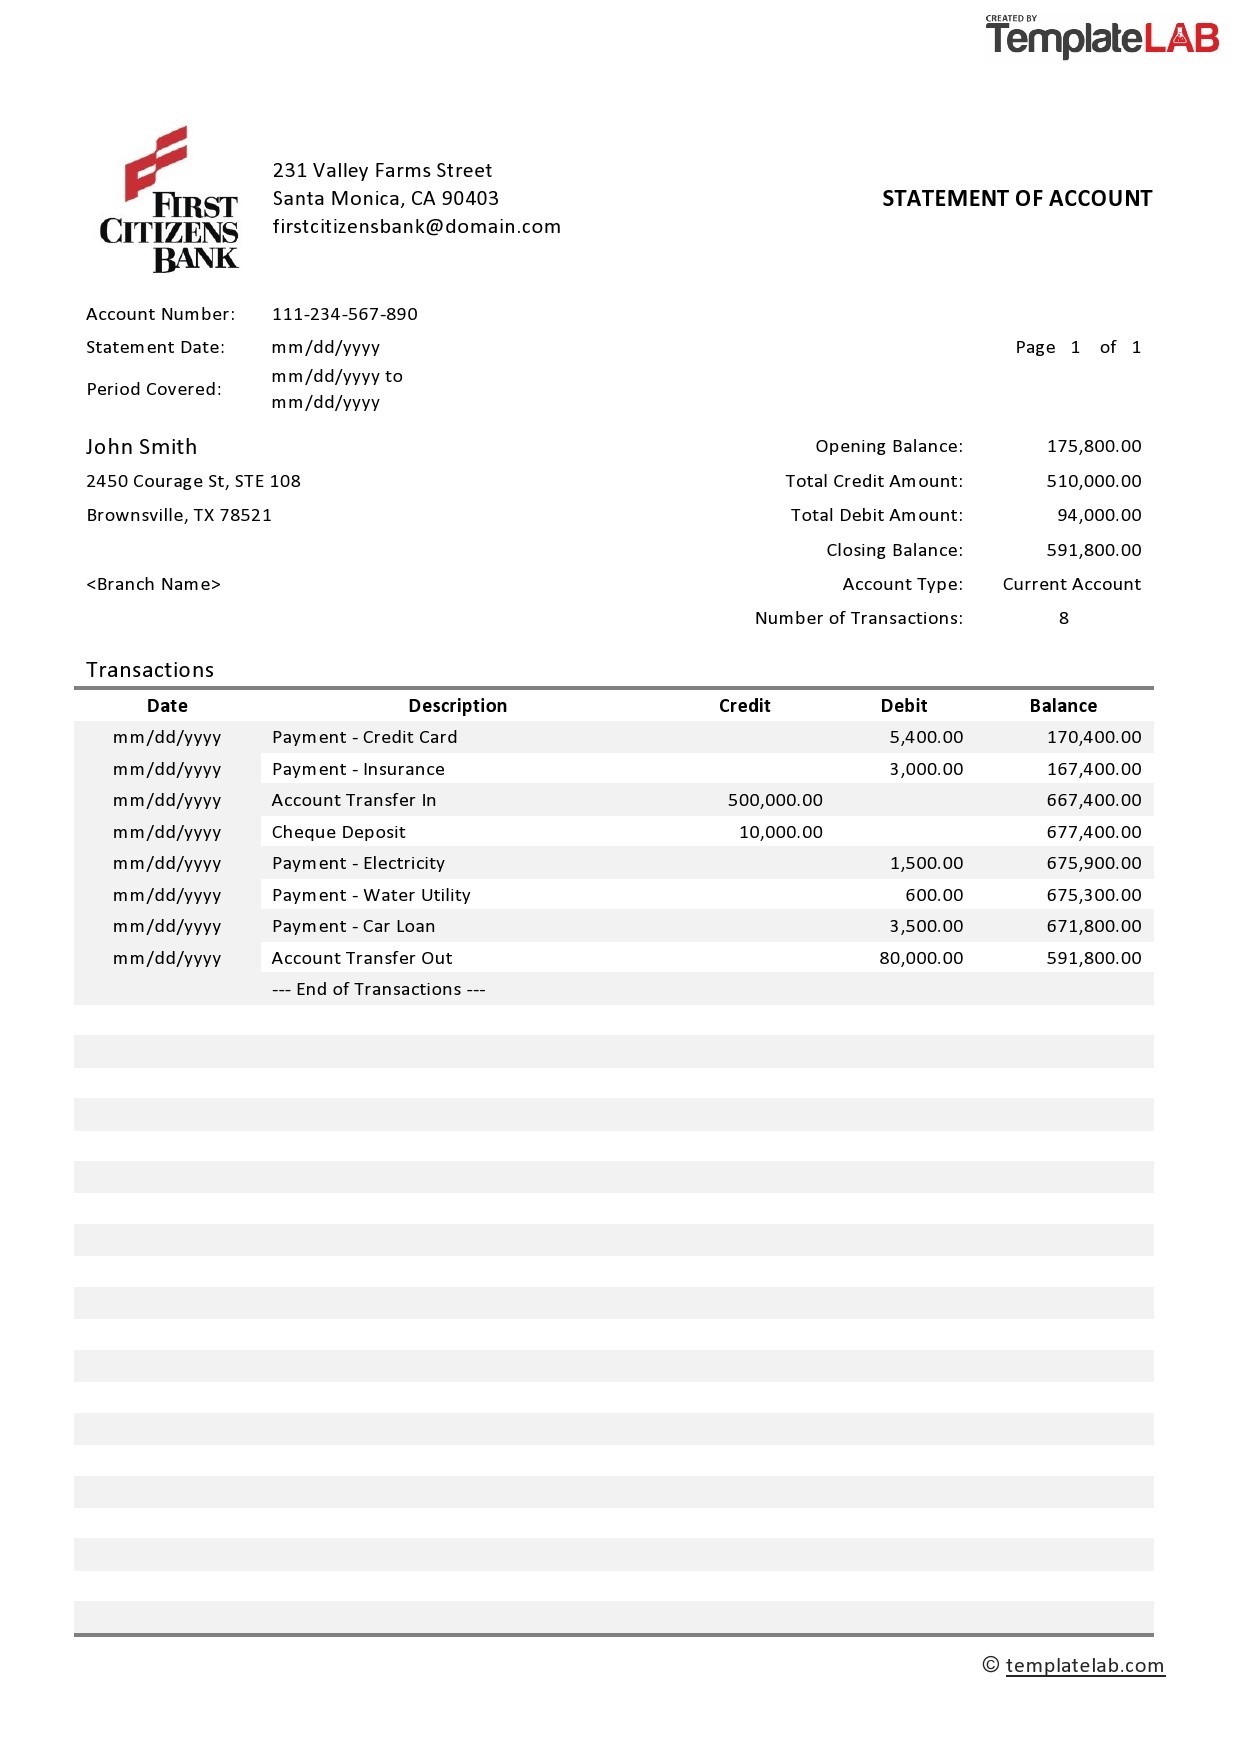 CREATED BY
TemplateLAB
FIRST
CITIZENS
BANK
231 Valley Farms Street
Santa Monica, CA 90403
firstcitizensbank@domain.com
STATEMENT OF ACCOUNT
Account Number: 111-234-567-890
Statement Date: mm/dd/yyyy Page 1 of 1
Period Covered: mm/dd/yyyy to
mm/dd/yyyy
John Smith Opening Balance: 175,800.00
2450 Courage St, STE 108 Total Credit Amount: 510,000.00
Brownsville, TX 78521 Total Debit Amount: 94,000.00
Closing Balance: 591,800.00
<Branch Name> Account Type: Current Account
Number of Transactions: 8
Transactions
Date Description Credit Debit Balance
mm/dd/yyyy Payment - Credit Card 5,400.00 170,400.00
mm/dd/yyyy Payment - Insurance 3,000.00 167,400.00
mm/dd/yyyy Account Transfer In 500,000.00 667,400.00
mm/dd/yyyy Cheque Deposit 10,000.00 677,400.00
mm/dd/yyyy Payment - Electricity 1,500.00 675,900.00
mm/dd/yyyy Payment - Water Utility 600.00 675,300.00
mm/dd/yyyy Payment - Car Loan 3,500.00 671,800.00
mm/dd/yyyy Account Transfer Out 80,000.00 591,800.00
--- End of Transactions ---
© templatelab.com